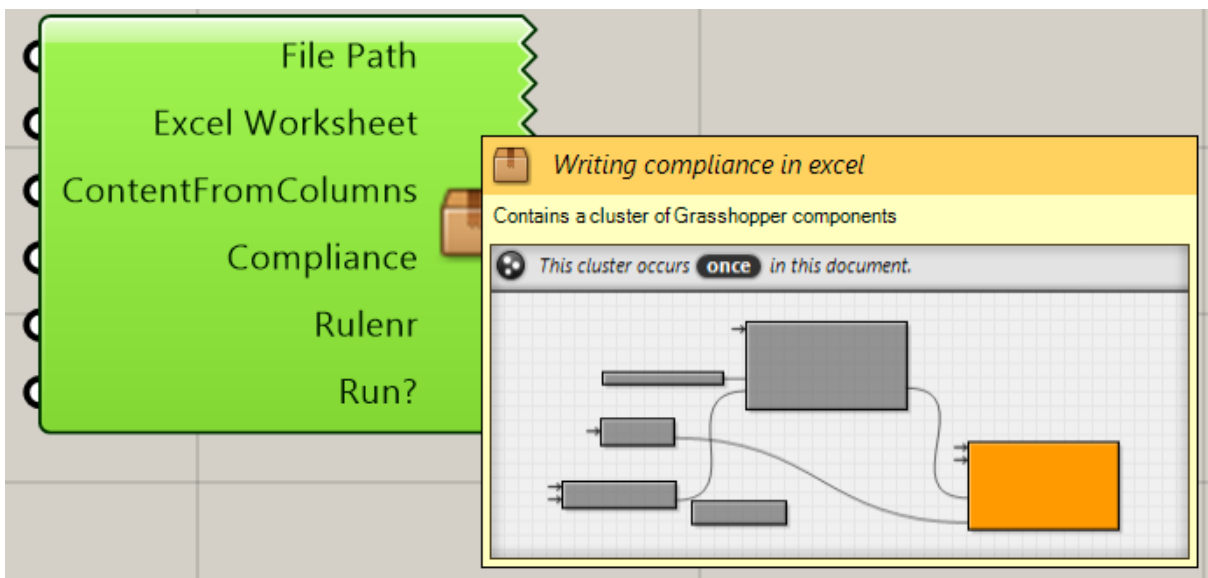 File Path
Excel Worksheet
ContentFromColumns
Compliance
Rulenr
Run?
Writing compliance in excel
Contains a cluster of Grasshopper components
This cluster occurs once in this document.